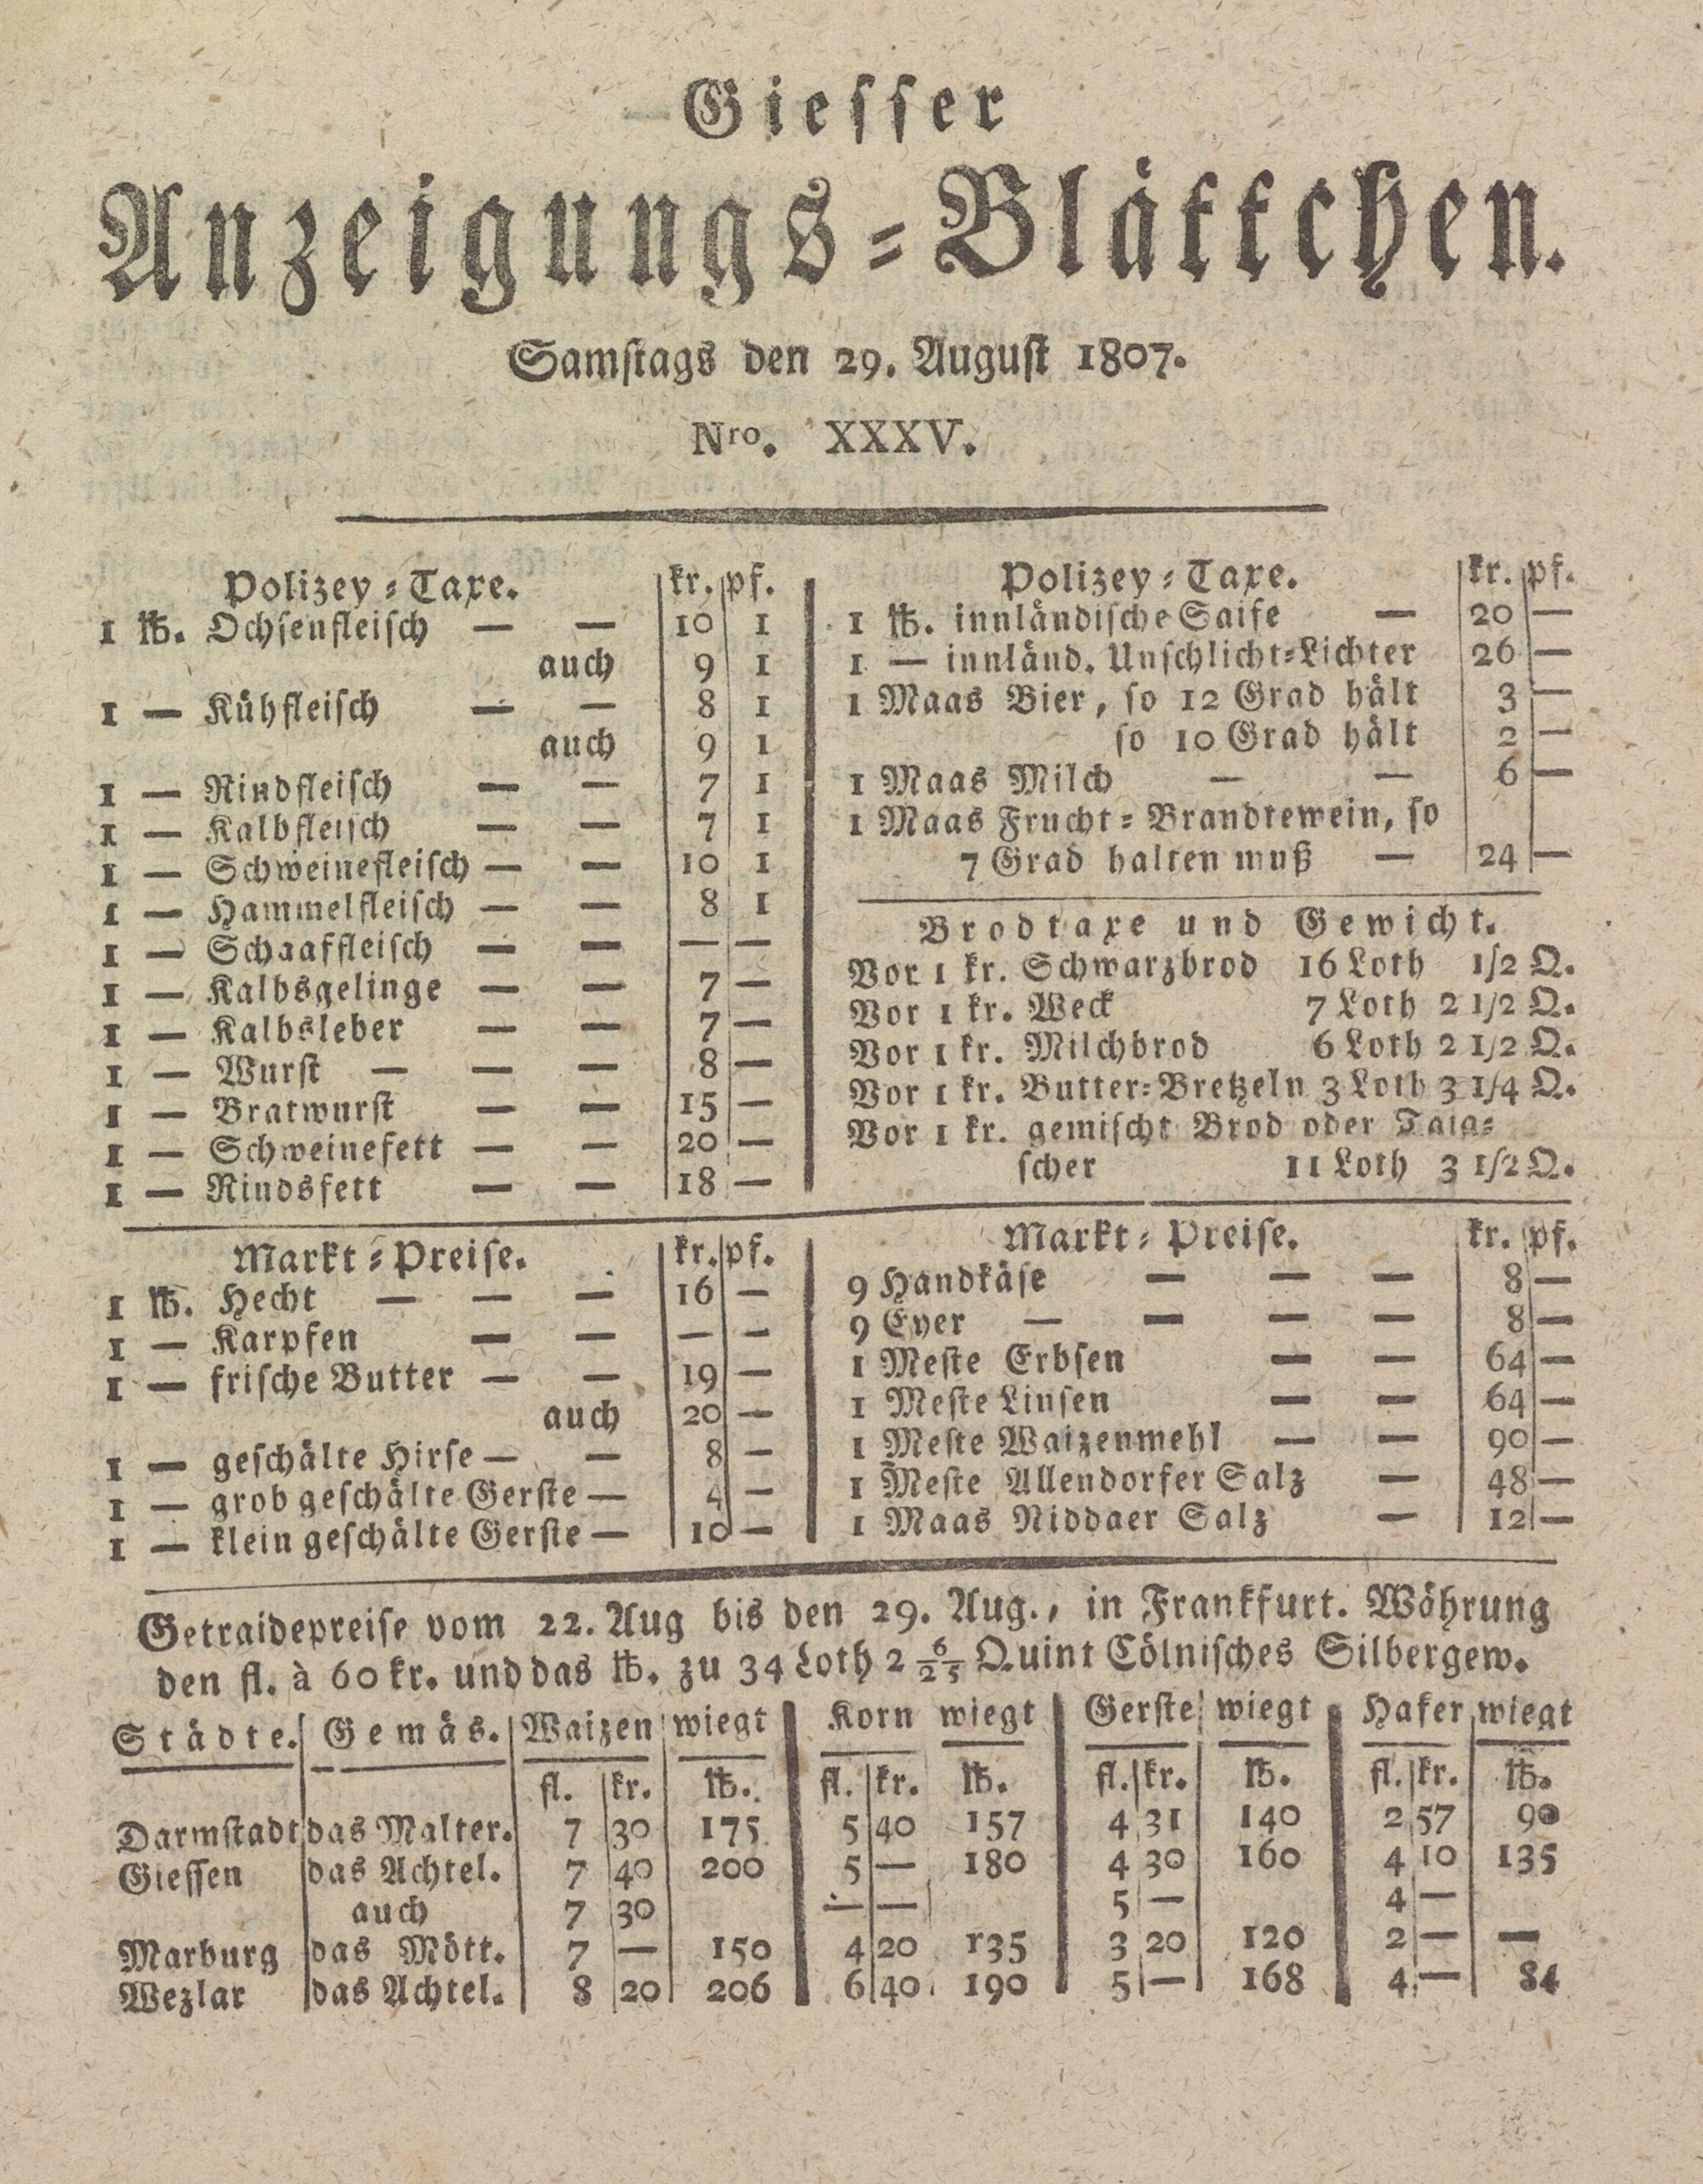 Giesser
Anzeigungs-Blättchen.
Samstags den 29. August 1807.
Nro. XXXV.
Polizey-Taxe. kr. pf.
1 ℔. Ochsenfleisch — — 10 1
auch 9 1
1 — Kühfleisch — — 8 1
auch 9 1
1 — Rindfleisch — — 7 1
1 — Kalbfleisch — — 7 1
1 — Schweinefleisch — — 10 1
1 — Hammelfleisch — — 8 1
1 — Schaaffleisch — — — —
1 — Kalbsgelinge — — 7 —
1 — Kalbsleber — — 7 —
1 — Wurst — — — 8 —
1 — Bratwurst — — 15 —
1 — Schweinefett — — 20 —
1 — Rindsfett — — 18 —
Polizey-Taxe. kr. pf.
1 ℔. innländische Saife — 20 —
1 — innländ. Unschlicht-Lichter 26 —
1 Maas Bier, so 12 Grad hält 3 —
so 10 Grad hält 2 —
1 Maas Milch — — 6 —
1 Maas Frucht-Brandtewein, so
7 Grad halten muß — 24 —
Brodtaxe und Gewicht.
Vor 1 kr. Schwarzbrod 16 Loth 1/2 Q.
Vor 1 kr. Weck 7 Loth 2 1/2 Q.
Vor 1 kr. Milchbrod 6 Loth 2 1/2 Q.
Vor 1 kr. Butter-Bretzeln 3 Loth 3 1/4 Q.
Vor 1 kr. gemischt Brod oder Taig-
scher 11 Loth 3 1/2 Q.
Markt-Preise. kr. pf.
1 ℔. Hecht — — — 16 —
1 — Karpfen — — — —
1 — frische Butter — — 19 —
auch 20 —
1 — geschälte Hirse — — 8 —
1 — grob geschälte Gerste — 4 —
1 — klein geschälte Gerste — 10 —
Markt-Preise. kr. pf.
9 Handkäse — — — 8 —
9 Eyer — — — — 8 —
1 Meste Erbsen — — 64 —
1 Meste Linsen — — 64 —
1 Meste Waizenmehl — — 90 —
1 Meste Allendorfer Salz — 48 —
1 Maas Niddaer Salz — 12 —
Getraidepreise vom 22. Aug bis den 29. Aug., in Frankfurt. Wöhrung
den fl. à 60 kr. und das ℔. zu 34 Loth 2 6/25 Quint Cölnisches Silbergew.
Städte. Gemäs. Waizen wiegt Korn wiegt Gerste wiegt Hafer wiegt
fl. kr. ℔. fl. kr. ℔. fl. kr. ℔. fl. kr. ℔.
Darmstadt das Malter. 7 30 175 5 40 157 4 31 140 2 57 90
Giessen das Achtel. 7 40 200 5 — 180 4 30 160 4 10 135
auch 7 30 — — 5 — 4 —
Marburg das Mött. 7 — 150 4 20 135 3 20 120 2 — —
Wezlar das Achtel. 8 20 206 6 40 190 5 — 168 4 — 84